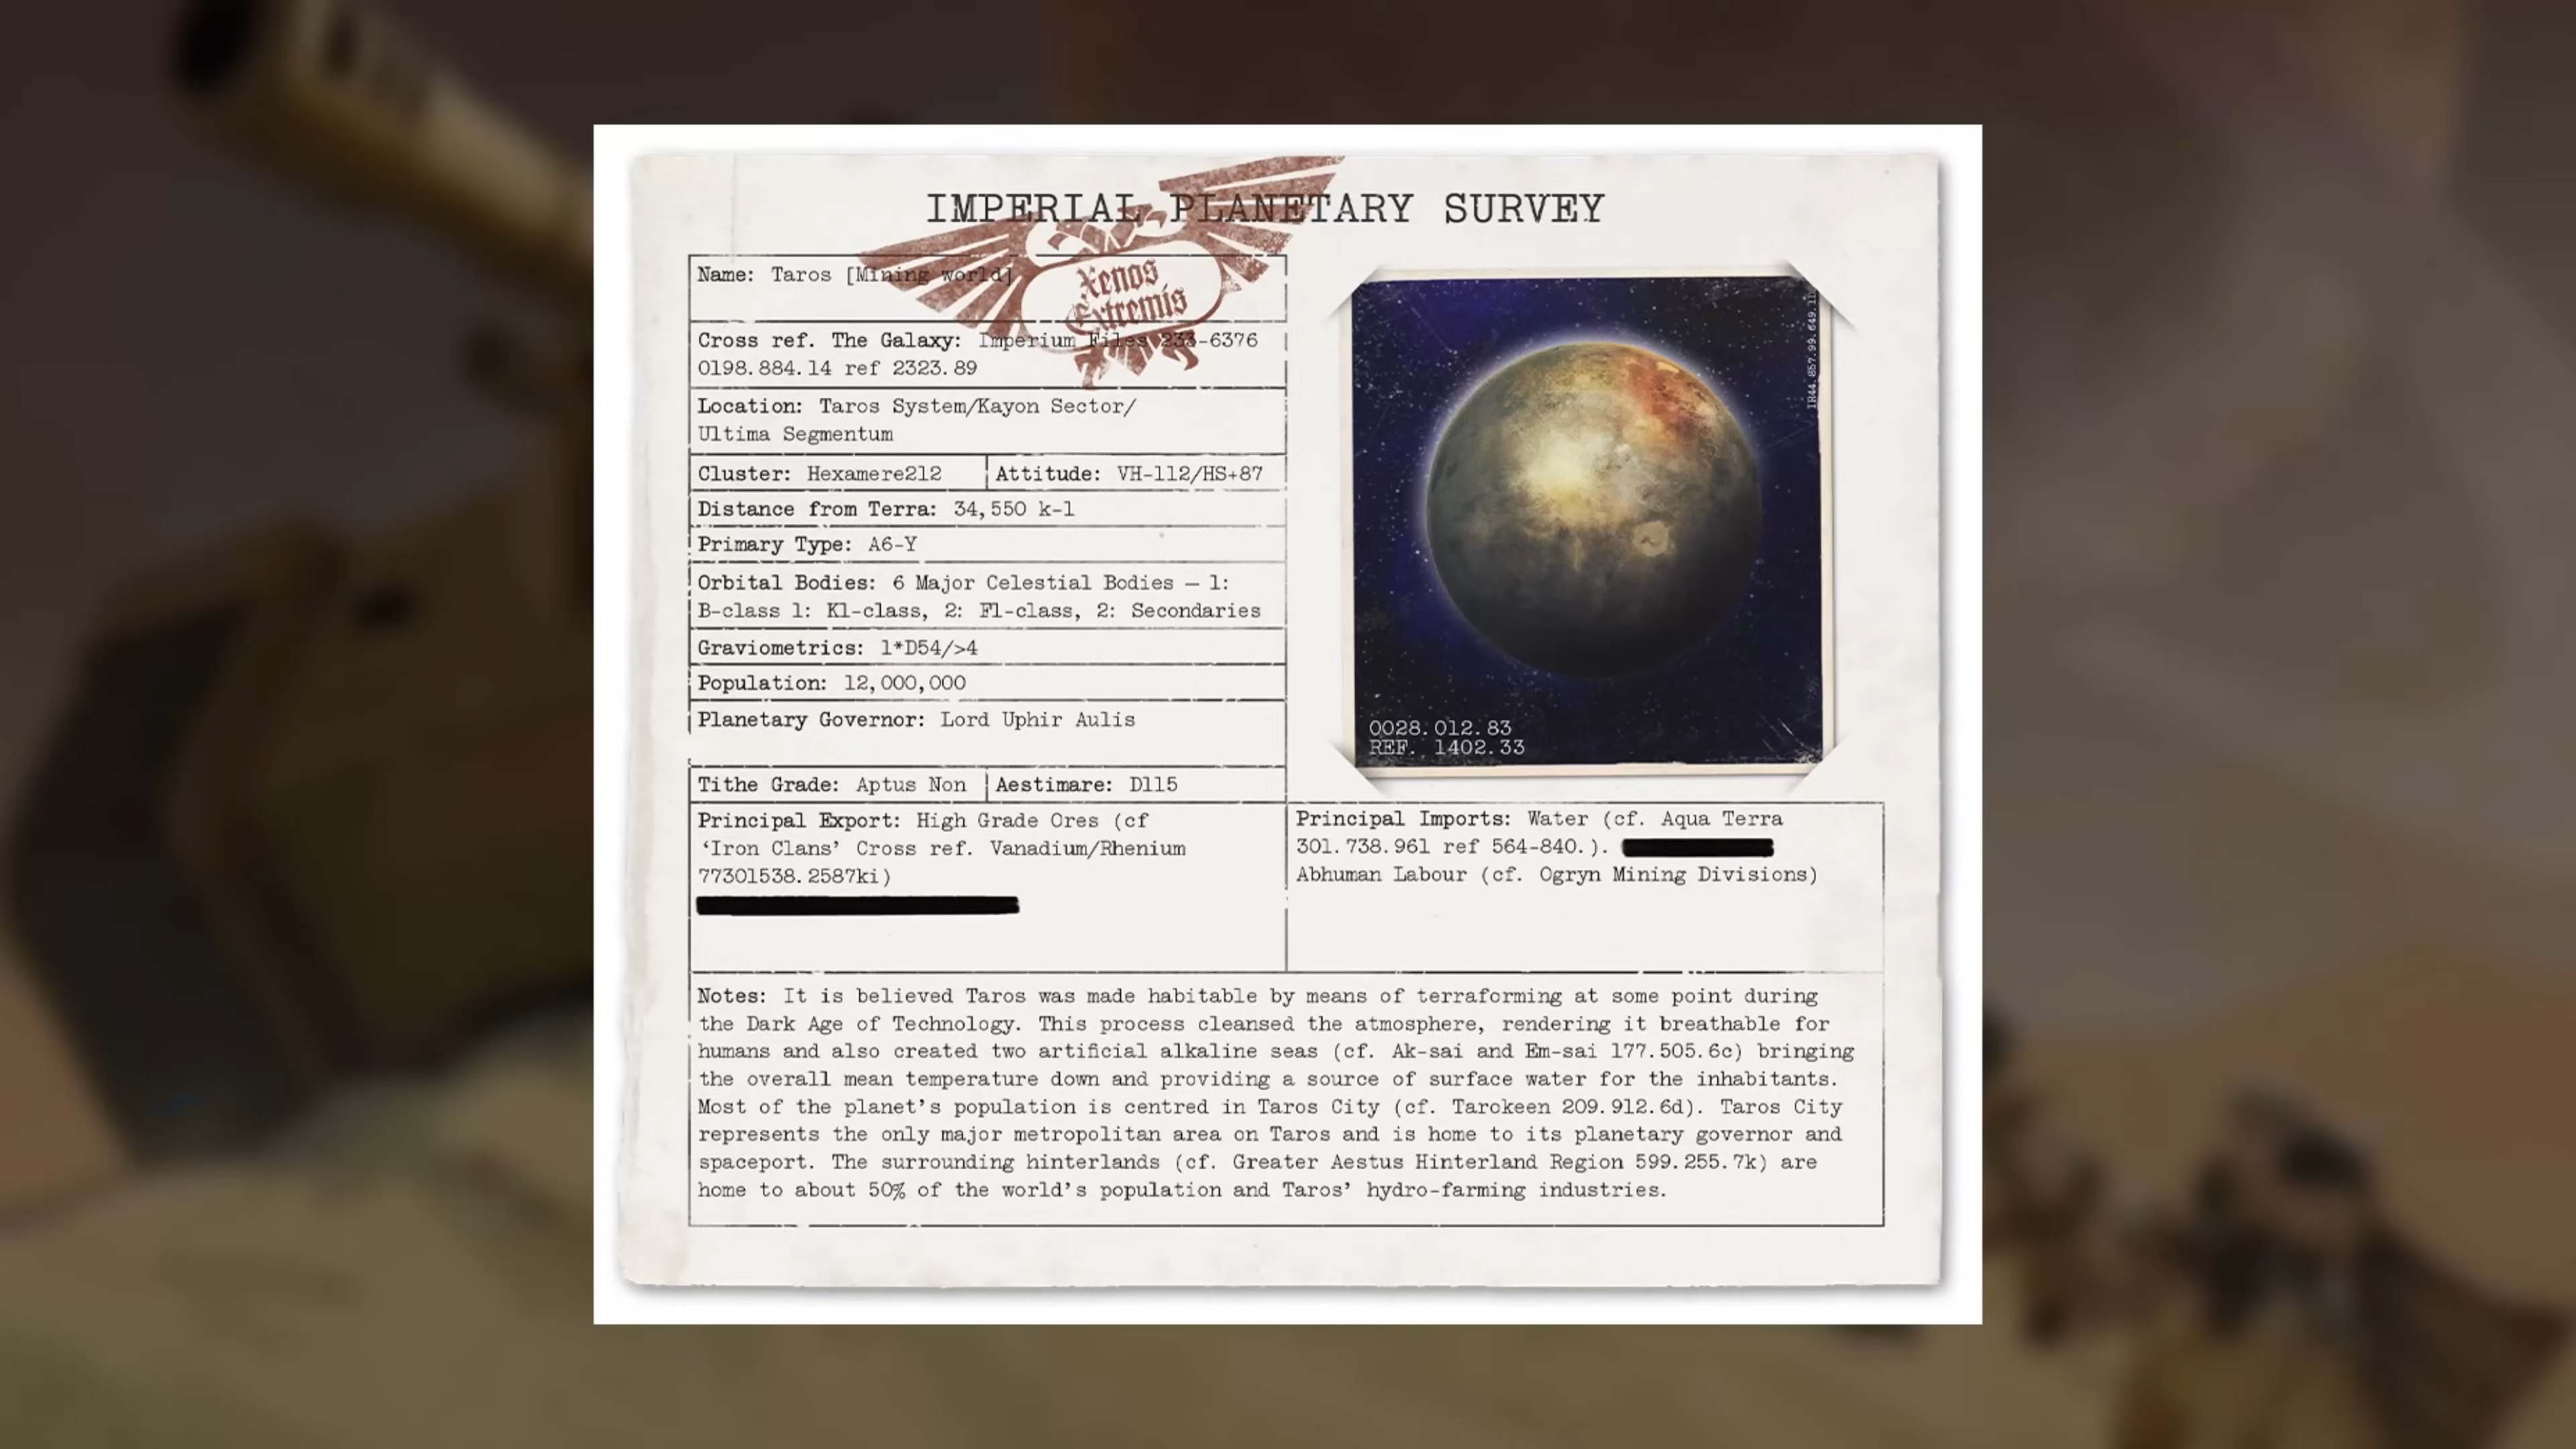 IMPERIAL PLANETARY SURVEY
Xenos
Extremis
Name: Taros [Mining world]
Cross ref. The Galaxy: Imperium Files 233-6376
0198.884.14 ref 2323.89
Location: Taros System/Kayon Sector/
Ultima Segmentum
Cluster: Hexamere212
Attitude: VH-112/HS+87
Distance from Terra: 34,550 k-l
Primary Type: A6-Y
Orbital Bodies: 6 Major Celestial Bodies — 1:
B-class 1: K1-class, 2: F1-class, 2: Secondaries
Graviometrics: 1*D54/>4
Population: 12,000,000
Planetary Governor: Lord Uphir Aulis
Tithe Grade: Aptus Non
Aestimare: D115
IR44.857.99.649.1n
0028.012.83
REF. 1402.33
Principal Export: High Grade Ores (cf
‘Iron Clans’ Cross ref. Vanadium/Rhenium
77301538.2587ki)
Principal Imports: Water (cf. Aqua Terra
301.738.961 ref 564-840.).
Abhuman Labour (cf. Ogryn Mining Divisions)
Notes: It is believed Taros was made habitable by means of terraforming at some point during
the Dark Age of Technology. This process cleansed the atmosphere, rendering it breathable for
humans and also created two artificial alkaline seas (cf. Ak-sai and Em-sai 177.505.6c) bringing
the overall mean temperature down and providing a source of surface water for the inhabitants.
Most of the planet’s population is centred in Taros City (cf. Tarokeen 209.912.6d). Taros City
represents the only major metropolitan area on Taros and is home to its planetary governor and
spaceport. The surrounding hinterlands (cf. Greater Aestus Hinterland Region 599.255.7k) are
home to about 50% of the world’s population and Taros’ hydro-farming industries.